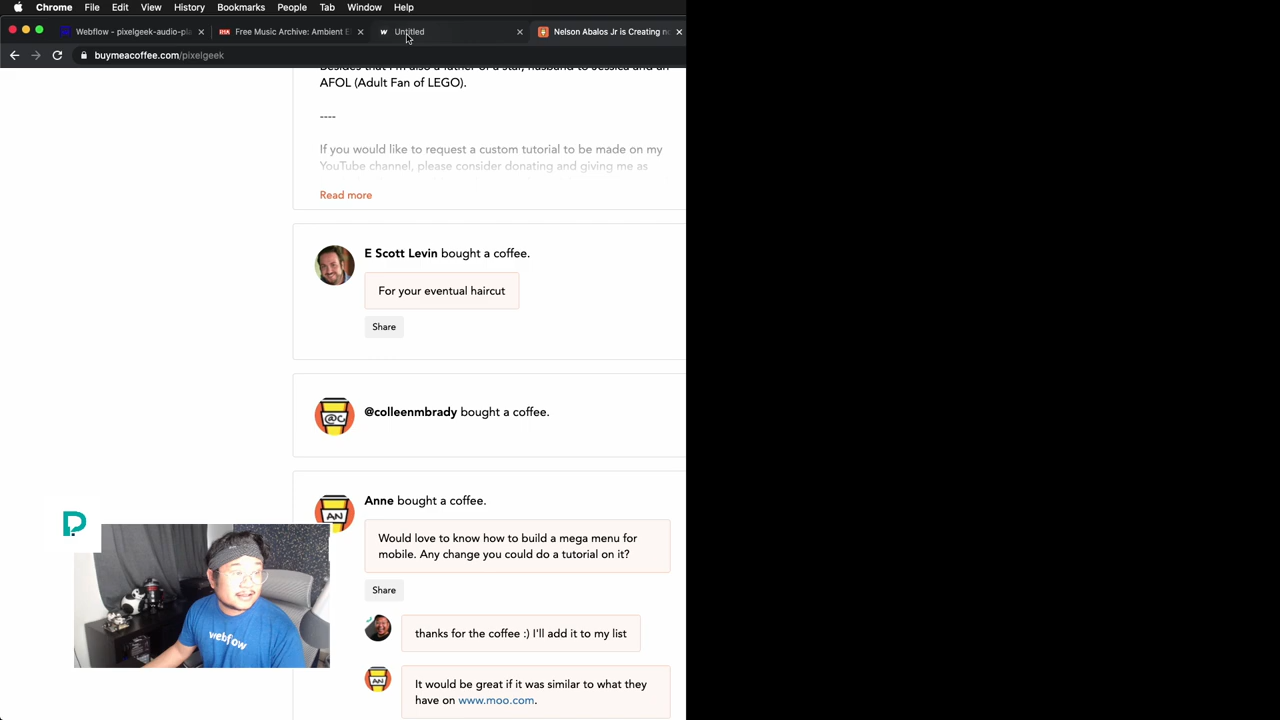 Chrome File Edit View History Bookmarks People Tab Window Help
Webflow - pixelgeek-audio-pla
Free Music Archive: Ambient E
Untitled
Nelson Abalos Jr is Creating no
buymeacoffee.com/pixelgeek
AFOL (Adult Fan of LEGO).
----
If you would like to request a custom tutorial to be made on my
YouTube channel, please consider donating and giving me as
Read more
E Scott Levin bought a coffee.
For your eventual haircut
Share
@C
@colleenmbrady bought a coffee.
AN
Anne bought a coffee.
Would love to know how to build a mega menu for
mobile. Any change you could do a tutorial on it?
Share
thanks for the coffee :) I'll add it to my list
AN
It would be great if it was similar to what they
have on www.moo.com.
webflow